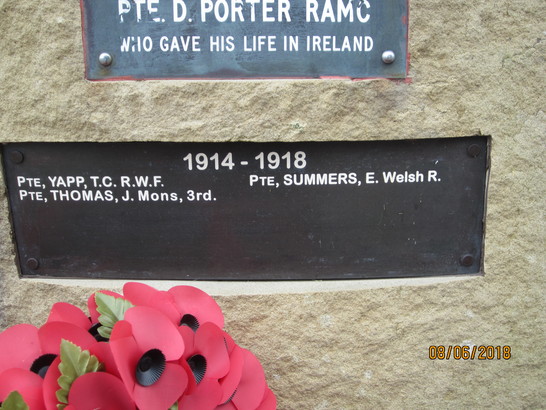 PTE. D. PORTER RAMC
WHO GAVE HIS LIFE IN IRELAND
1914 - 1918
PTE, YAPP, T.C. R.W.F.
PTE, SUMMERS, E. Welsh R.
PTE, THOMAS, J. Mons, 3rd.
08/06/2018